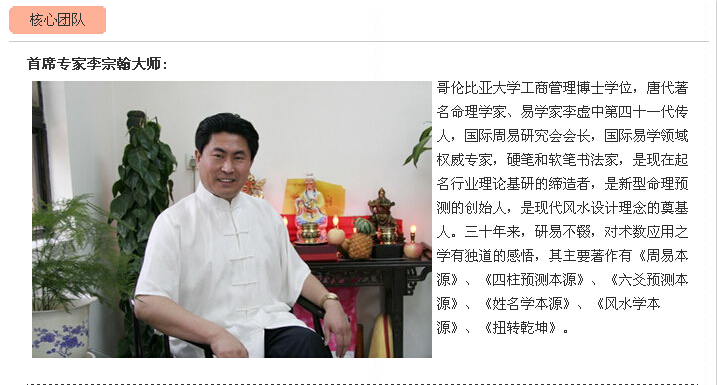 核心团队
首席专家李宗翰大师：
哥伦比亚大学工商管理博士学位，唐代著
名命理学家、易学家李虚中第四十一代传
人，国际周易研究会会长，国际易学领域
权威专家，硬笔和软笔书法家，是现在起
名行业理论基研的缔造者，是新型命理预
测的创始人，是现代风水设计理念的奠基
人。三十年来，研易不辍，对术数应用之
学有独道的感悟，其主要著作有《周易本
源》、《四柱预测本源》、《六爻预测本
源》、《姓名学本源》、《风水学本
源》、《扭转乾坤》。